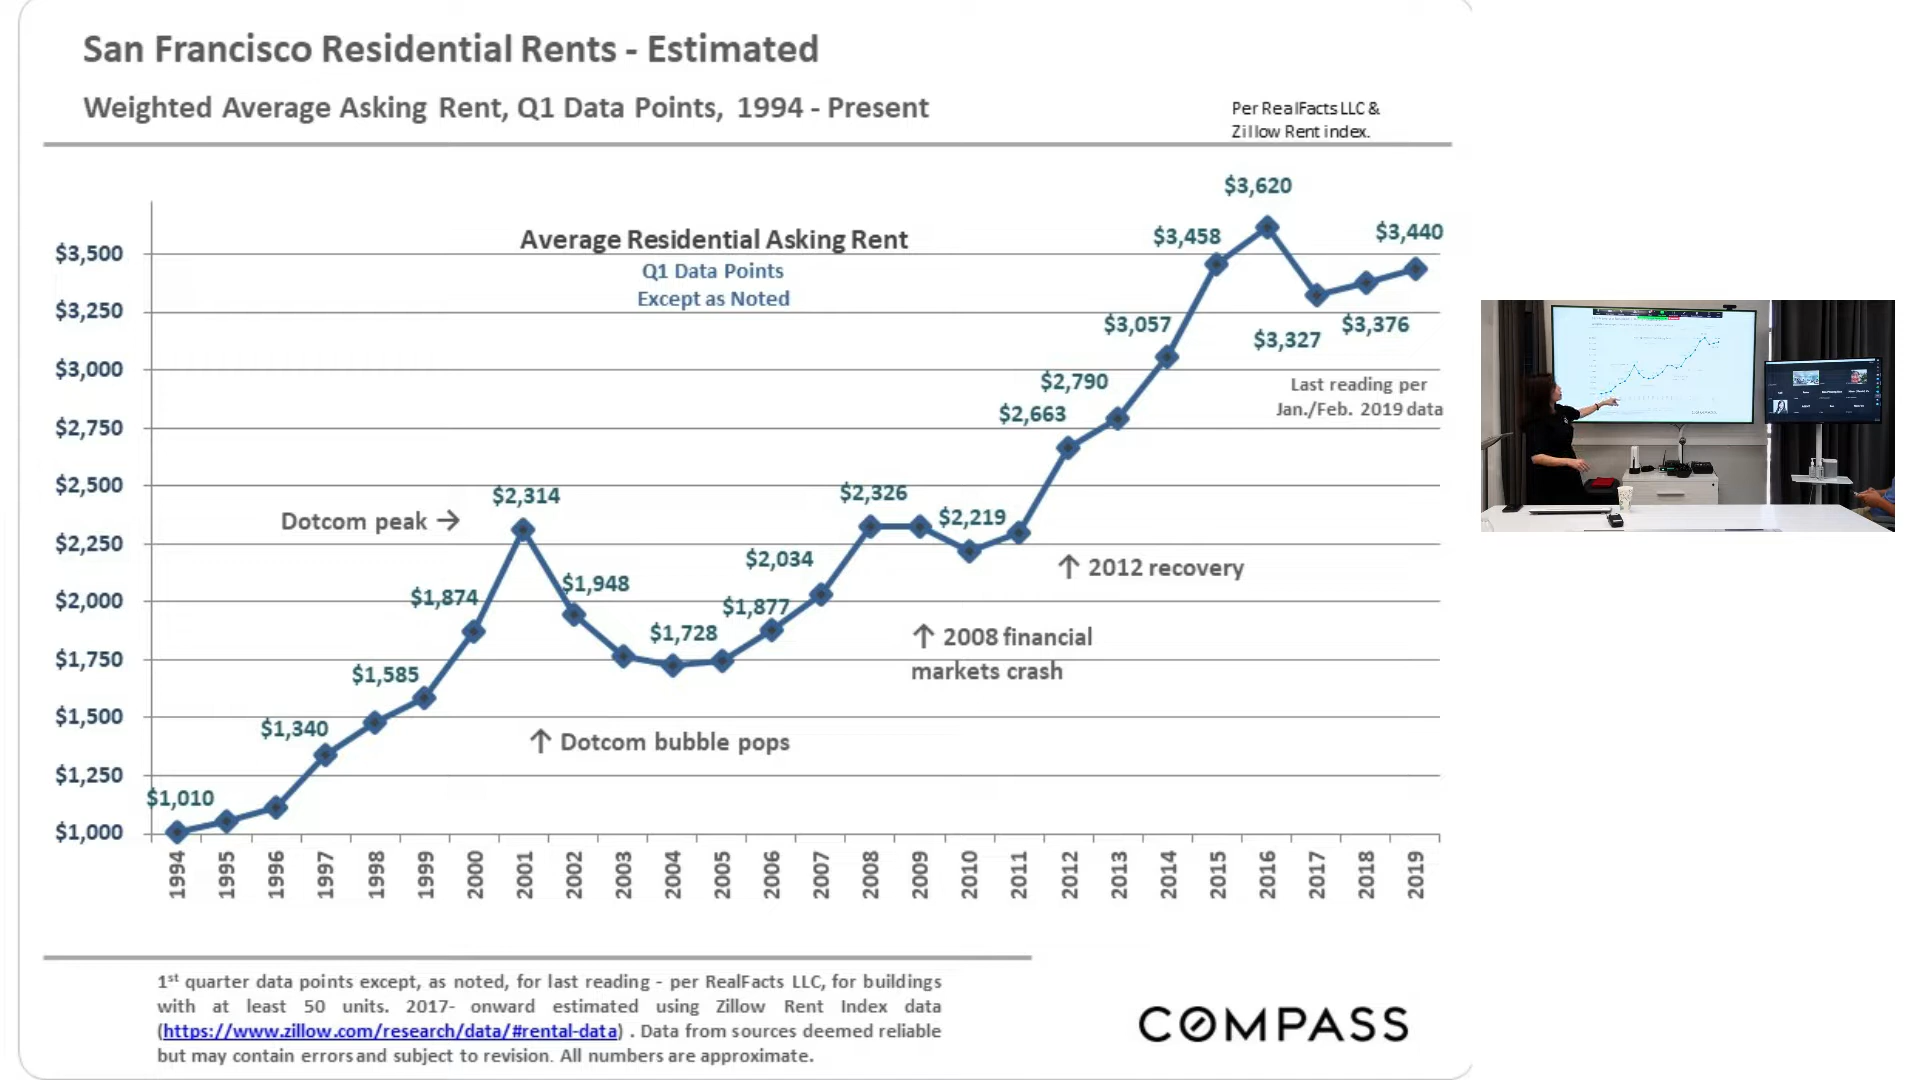 San Francisco Residential Rents - Estimated
Weighted Average Asking Rent, Q1 Data Points, 1994 - Present
Per RealFacts LLC &
Zillow Rent index.
Average Residential Asking Rent
Q1 Data Points
Except as Noted
$3,500
$3,250
$3,000
$2,750
$2,500
$2,250
$2,000
$1,750
$1,500
$1,250
$1,000
$1,010
$1,340
$1,585
$1,874
$2,314
$1,948
$1,728
$1,877
$2,034
$2,326
$2,219
$2,663
$2,790
$3,057
$3,458
$3,620
$3,327
$3,376
$3,440
Last reading per
Jan./Feb. 2019 data
Dotcom peak →
↑ 2012 recovery
↑ 2008 financial
markets crash
↑ Dotcom bubble pops
1994
1995
1996
1997
1998
1999
2000
2001
2002
2003
2004
2005
2006
2007
2008
2009
2010
2011
2012
2013
2014
2015
2016
2017
2018
2019
1st quarter data points except, as noted, for last reading - per RealFacts LLC, for buildings
with at least 50 units. 2017- onward estimated using Zillow Rent Index data
(https://www.zillow.com/research/data/#rental-data) . Data from sources deemed reliable
but may contain errors and subject to revision. All numbers are approximate.
COMPASS